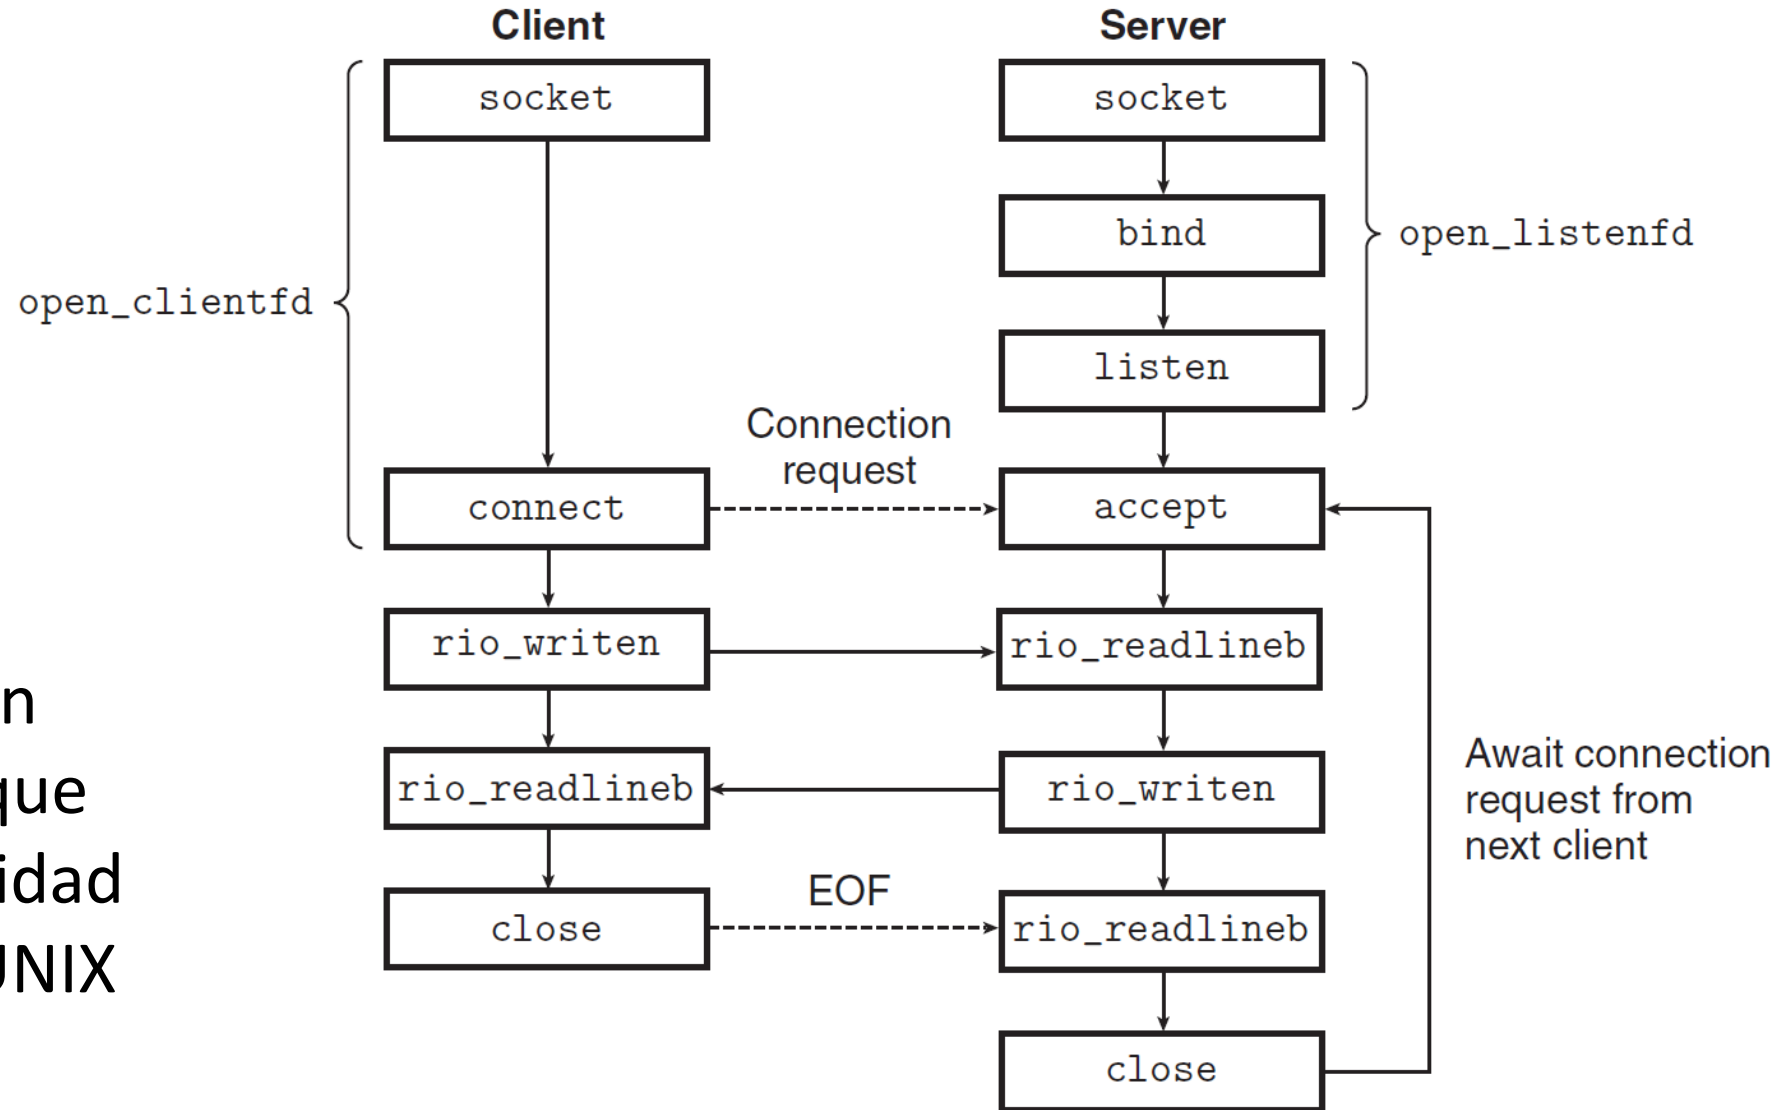 Client
Server
socket
socket
bind
open_listenfd
open_clientfd
listen
Connection
request
connect
accept
rio_writen
rio_readlineb
n
que
idad
UNIX
rio_readlineb
rio_writen
Await connection
request from
next client
EOF
close
rio_readlineb
close